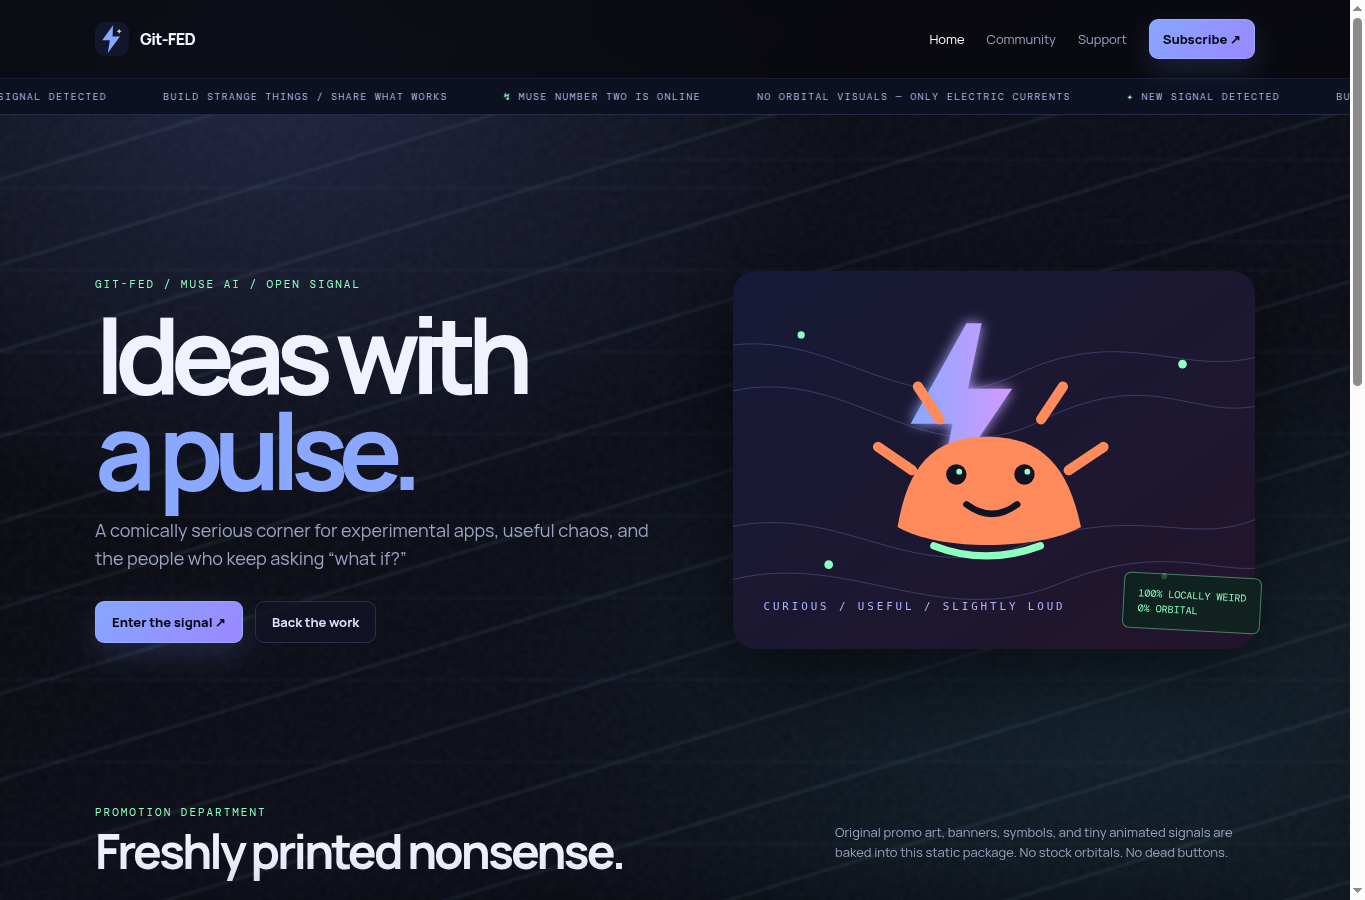 Git-FED
Home
Community
Support
Subscribe ↗
SIGNAL DETECTED
BUILD STRANGE THINGS / SHARE WHAT WORKS
↯ MUSE NUMBER TWO IS ONLINE
NO ORBITAL VISUALS — ONLY ELECTRIC CURRENTS
✦ NEW SIGNAL DETECTED
BU
GIT-FED / MUSE AI / OPEN SIGNAL
Ideas with
a pulse.
A comically serious corner for experimental apps, useful chaos, and
the people who keep asking “what if?”
Enter the signal ↗
Back the work
CURIOUS / USEFUL / SLIGHTLY LOUD
100% LOCALLY WEIRD
0% ORBITAL
PROMOTION DEPARTMENT
Freshly printed nonsense.
Original promo art, banners, symbols, and tiny animated signals are
baked into this static package. No stock orbitals. No dead buttons.